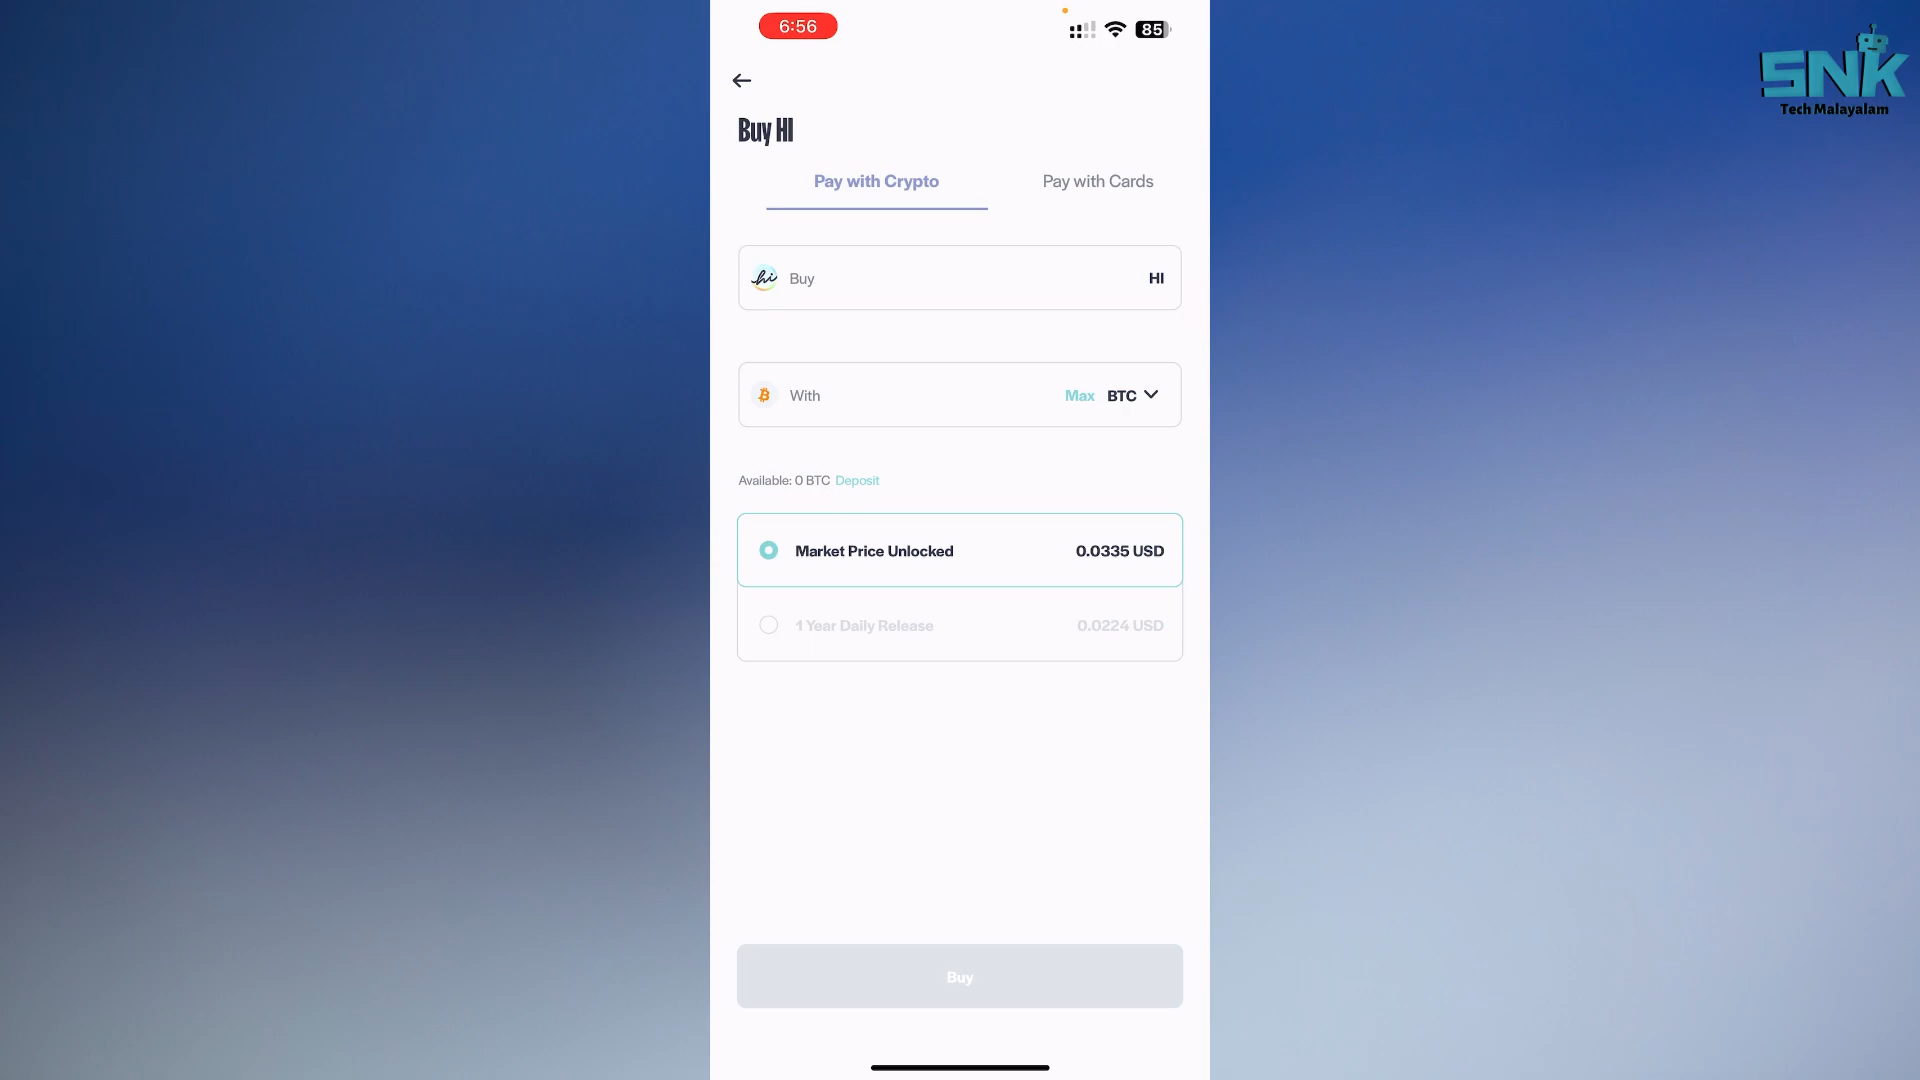 6:56
85
SNK
Tech Malayalam
Buy HI
Pay with Crypto
Pay with Cards
hi Buy HI
With Max BTC
Available: 0 BTC Deposit
Market Price Unlocked 0.0335 USD
1 Year Daily Release 0.0224 USD
Buy